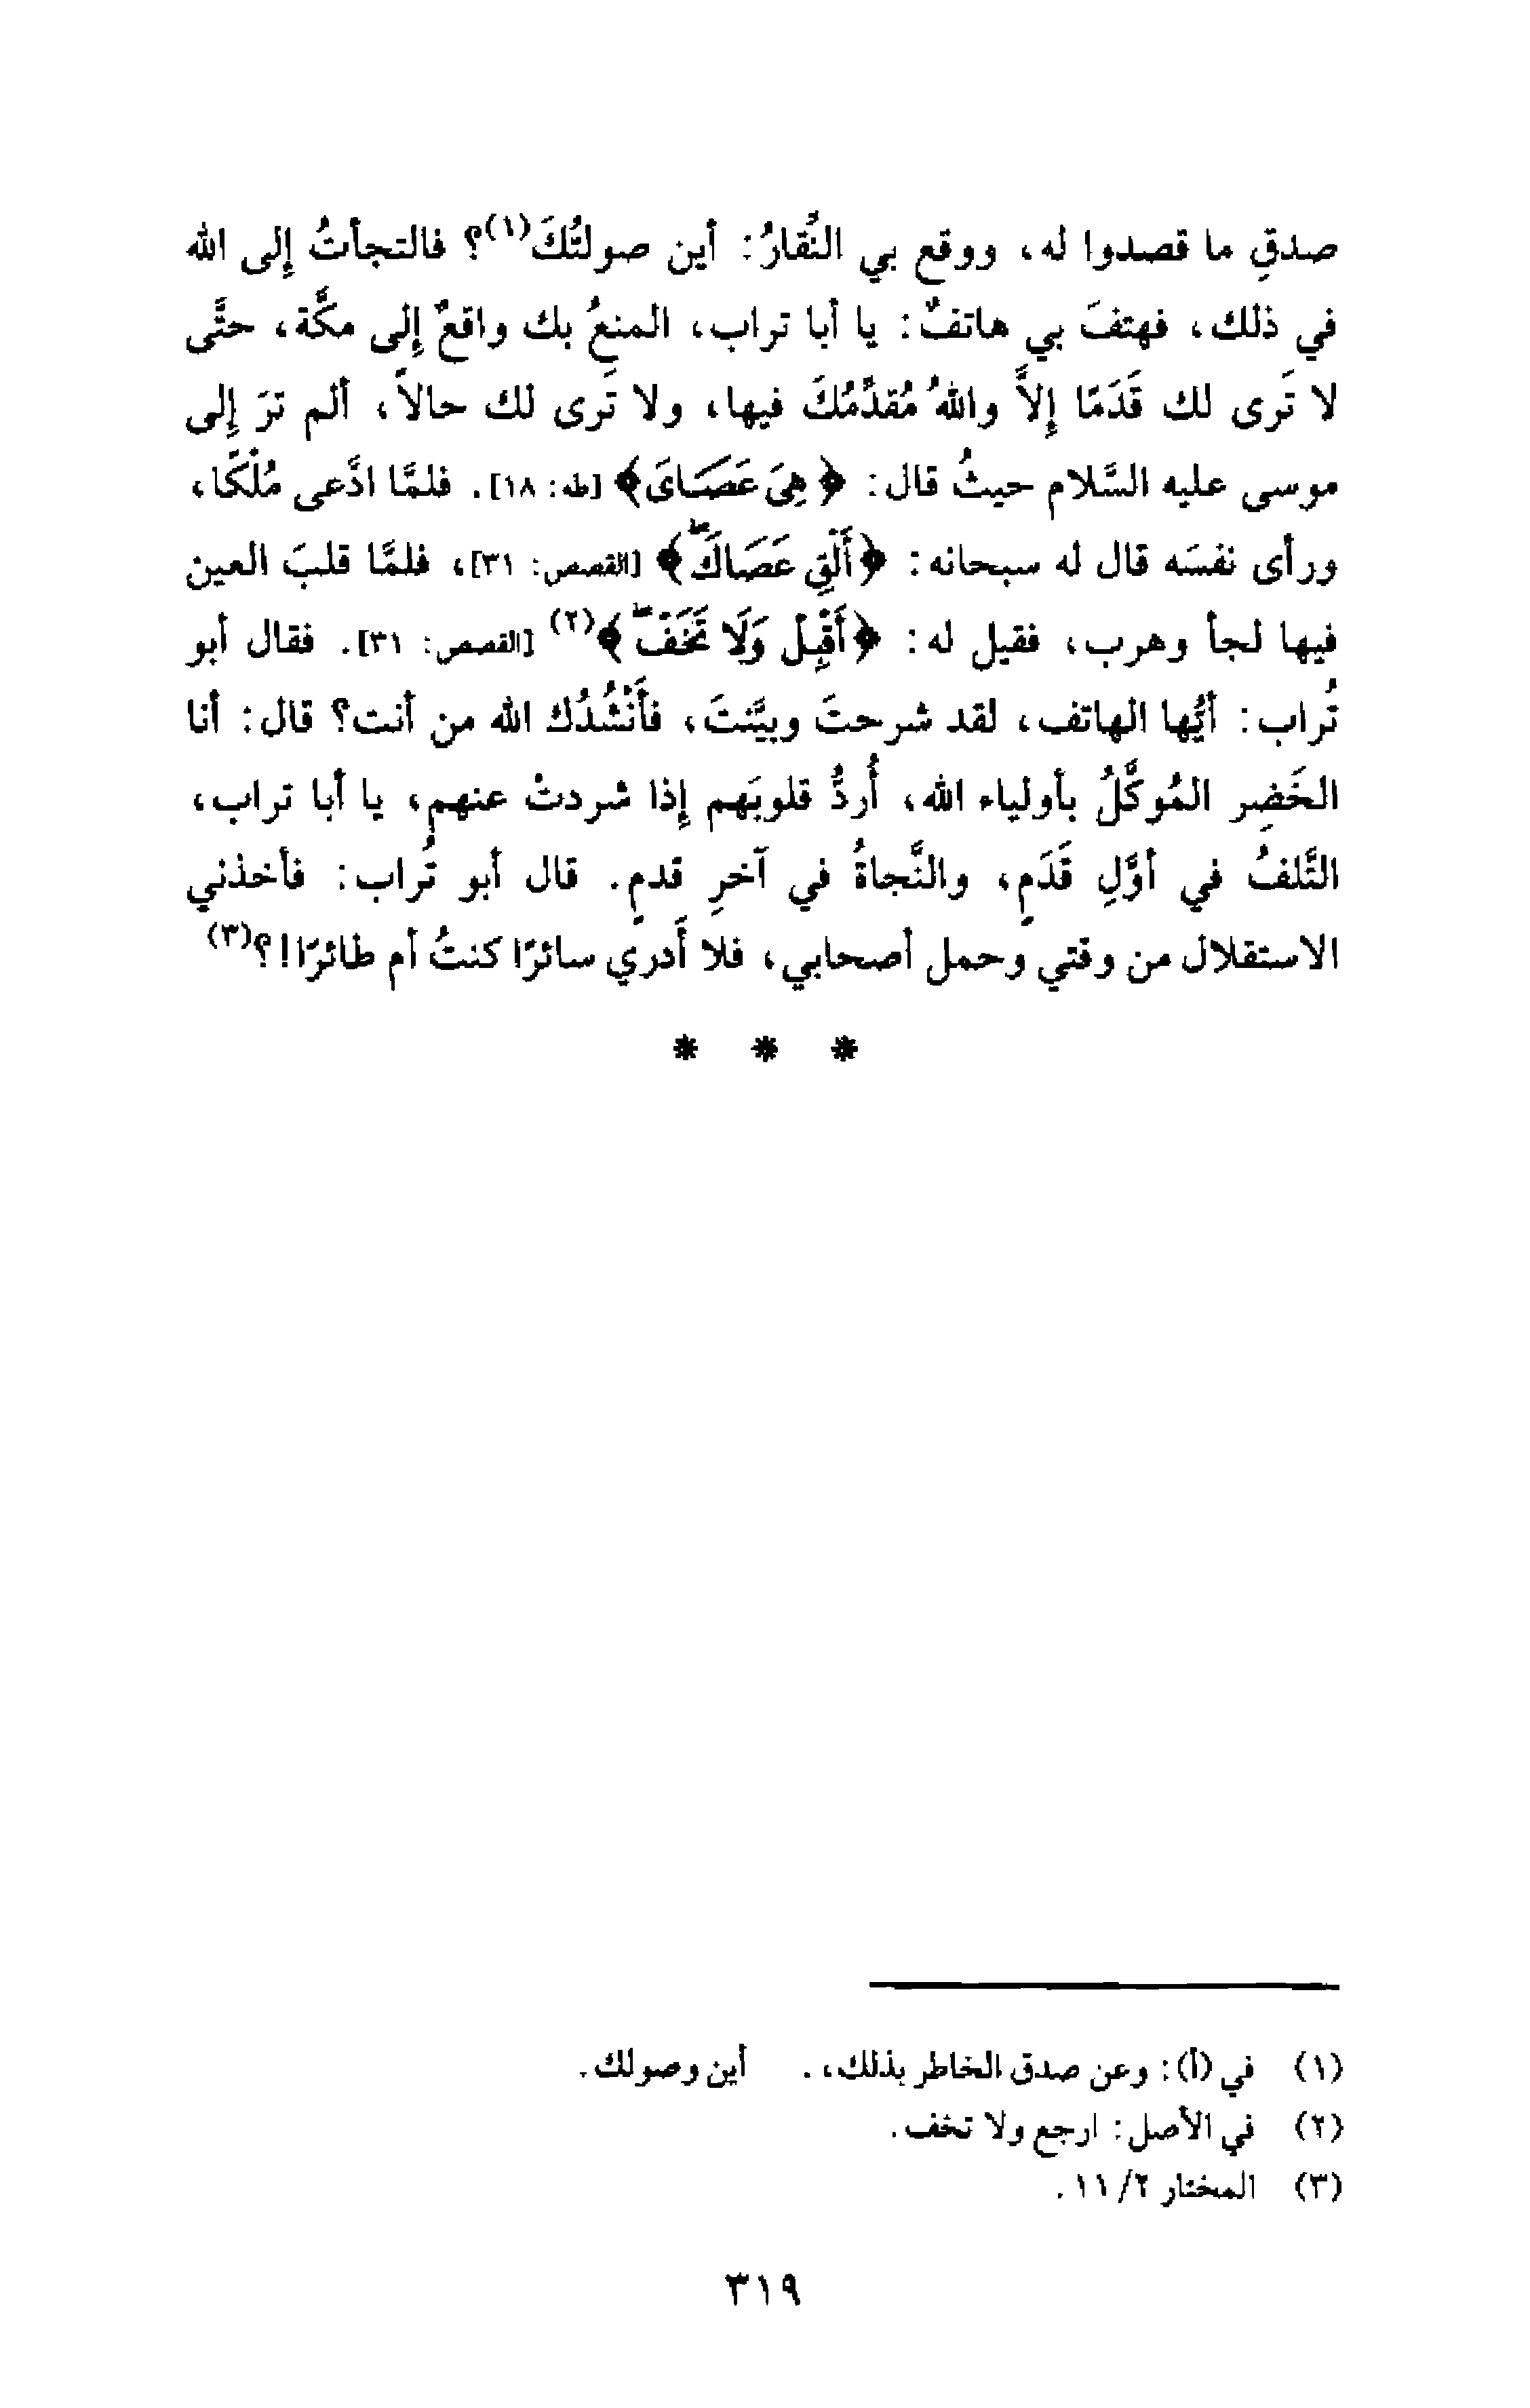 صدقِ ما قصدوا له، ووقع بي النُّقارُ: أين صولتُكَ(١)؟ فالتجأتُ إلى الله
في ذلك، فهتفَ بي هاتفٌ: يا أبا تراب، المنعُ بك واقعٌ إلى مكَّة، حتَّى
لا تَرى لك قَدَمًا إلاَّ واللهُ مُقدِّمُكَ فيها، ولا تَرى لك حالاً، ألم ترَ إلى
موسى عليه السَّلام حيثُ قال: ﴿هِيَ عَصَاىَ﴾ [طه: ١٨]. فلمَّا ادَّعى مُلْكًا،
ورأى نفسَه قال له سبحانه: ﴿أَلْقِ عَصَاكَۖ﴾ [القصص: ٣١]، فلمَّا قلبَ العين
فيها لجأ وهرب، فقيل له: ﴿أَقْبِلْ وَلَا تَخَفْۖ﴾(٢) [القصص: ٣١]. فقال أبو
تُراب: أيُّها الهاتف، لقد شرحتَ وبيَّنتَ، فأَنْشُدُك الله من أنت؟ قال: أنا
الخَضِر المُوكَّلُ بأولياء الله، أَردُّ قلوبَهم إذا شردتْ عنهم، يا أبا تراب،
التَّلفُ في أوَّلِ قَدَمٍ، والنَّجاةُ في آخرِ قدمٍ. قال أبو تُراب: فأخذني
الاستقلال من وقتي وحمل أصحابي، فلا أَدري سائرًا كنتُ أم طائرًا!؟(٣)
* * *
(١) في (أ): وعن صدق الخاطر بذلك، . أين وصولك.
(٢) في الأصل: ارجع ولا تخف.
(٣) المختار ٢/١١.
٣١٩